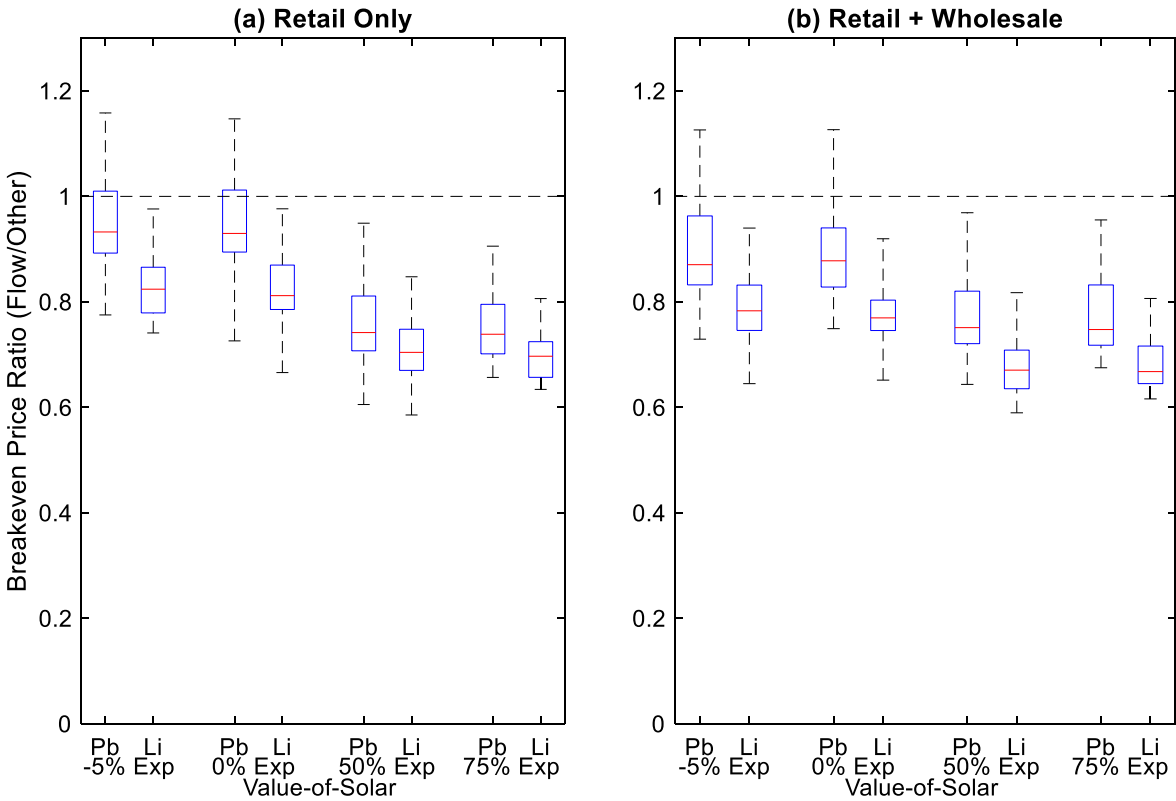 (a) Retail Only
(b) Retail + Wholesale
Breakeven Price Ratio (Flow/Other)
1.2
1
0.8
0.6
0.4
0.2
0
Pb Li Pb Li Pb Li Pb Li
-5% Exp 0% Exp 50% Exp 75% Exp
Value-of-Solar
1.2
1
0.8
0.6
0.4
0.2
0
Pb Li Pb Li Pb Li Pb Li
-5% Exp 0% Exp 50% Exp 75% Exp
Value-of-Solar